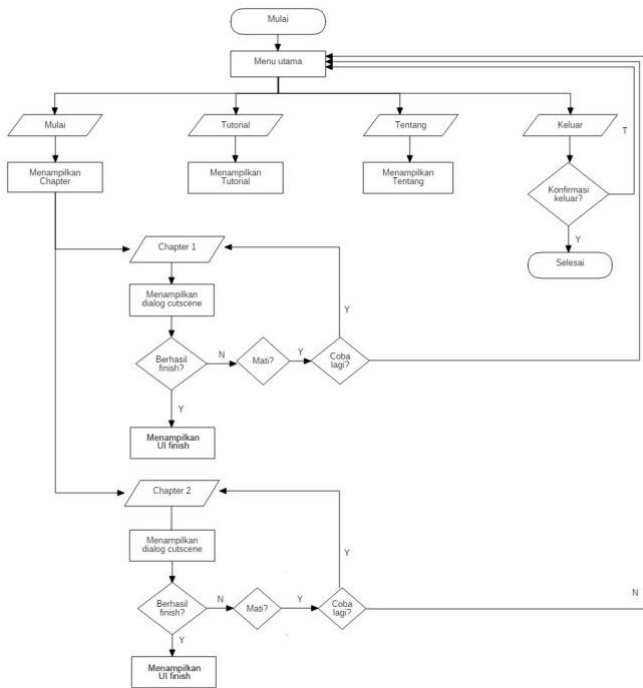 Mulai
Menu utama
Mulai
Tutorial
Tentang
Keluar
T
Menampilkan
Chapter
Menampilkan
Tutorial
Menampilkan
Tentang
Konfirmasi
keluar?
Y
Selesai
Chapter 1
Menampilkan
dialog cutscene
Y
Berhasil
finish?
N
Mati?
Y
Coba
lagi?
Y
Menampilkan
UI finish
Chapter 2
Menampilkan
dialog cutscene
Y
Berhasil
finish?
N
Mati?
Y
Coba
lagi?
N
Y
Menampilkan
UI finish